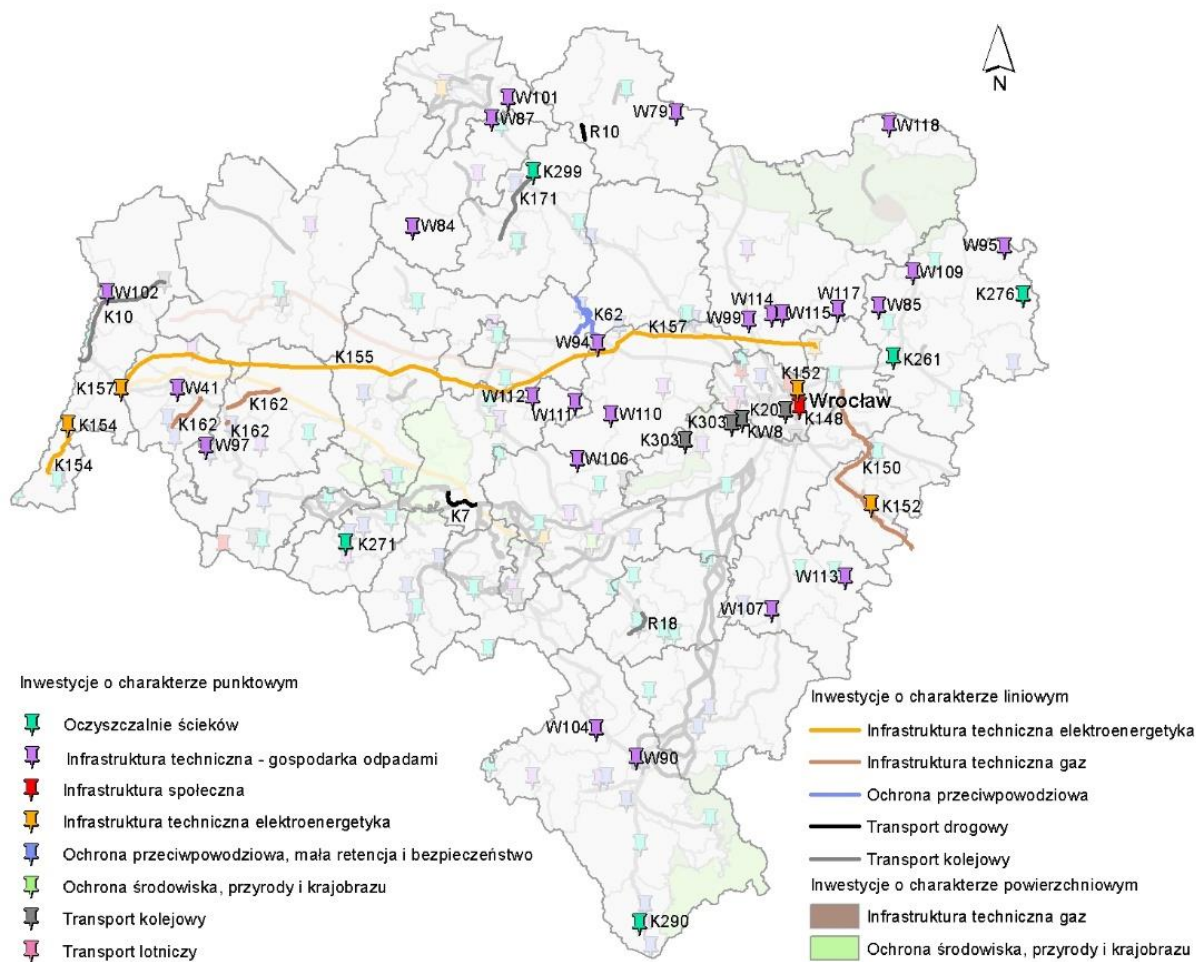 N
W101
W87
W79
R10
W118
K299
K171
W84
W95
W109
K276
W102
K10
K62
W114
W117
W85
W99
W115
W94
K157
K155
K261
K157
W41
K152
W112
Wrocław
K162
W111
K20
K148
W110
K303
KW8
K154
K162
K162
K303
W97
W106
K154
K150
K7
K152
K271
W113
W107
R18
W104
W90
K290
Inwestycje o charakterze punktowym
Oczyszczalnie ścieków
Infrastruktura techniczna - gospodarka odpadami
Infrastruktura społeczna
Infrastruktura techniczna elektroenergetyka
Ochrona przeciwpowodziowa, mała retencja i bezpieczeństwo
Ochrona środowiska, przyrody i krajobrazu
Transport kolejowy
Transport lotniczy
Inwestycje o charakterze liniowym
Infrastruktura techniczna elektroenergetyka
Infrastruktura techniczna gaz
Ochrona przeciwpowodziowa
Transport drogowy
Transport kolejowy
Inwestycje o charakterze powierzchniowym
Infrastruktura techniczna gaz
Ochrona środowiska, przyrody i krajobrazu